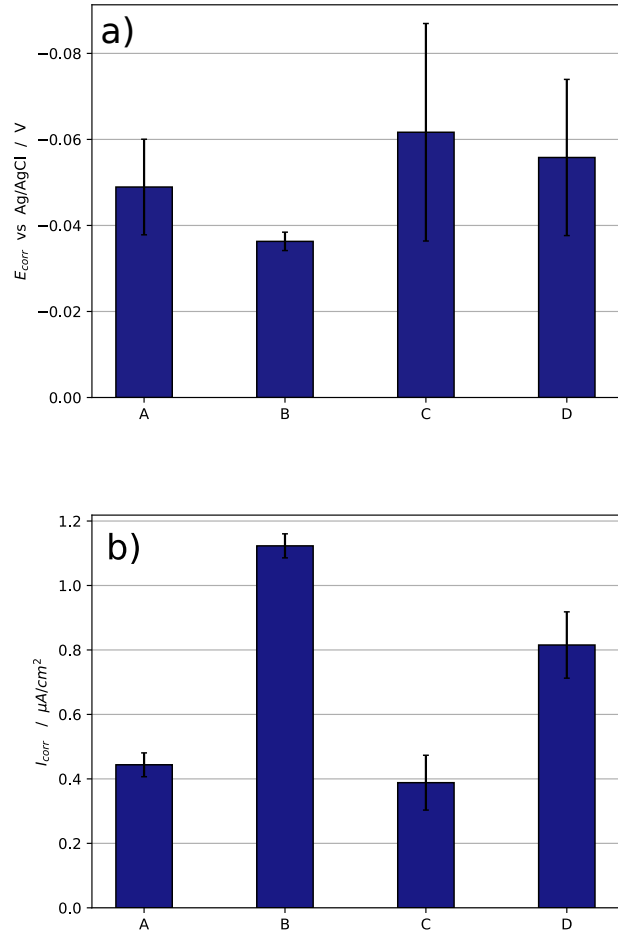 a)
−0.08
−0.06
−0.04
−0.02
0.00
E_corr vs Ag/AgCl / V
A B C D
b)
1.2
1.0
0.8
0.6
0.4
0.2
0.0
I_corr / μA/cm²
A B C D